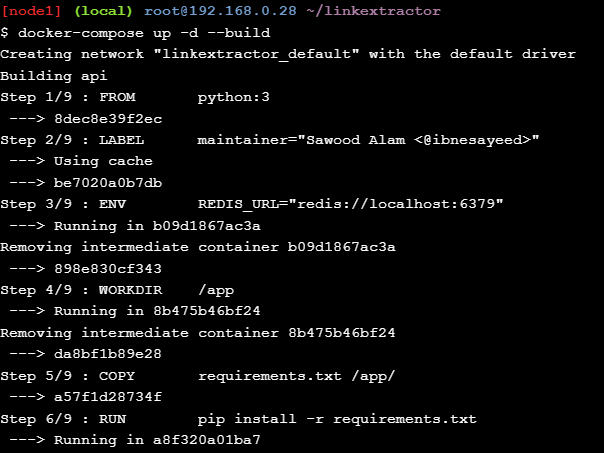 [node1] (local) root@192.168.0.28 ~/linkextractor
$ docker-compose up -d --build
Creating network "linkextractor_default" with the default driver
Building api
Step 1/9 : FROM       python:3
 ---> 8dec8e39f2ec
Step 2/9 : LABEL      maintainer="Sawood Alam <@ibnesayeed>"
 ---> Using cache
 ---> be7020a0b7db
Step 3/9 : ENV        REDIS_URL="redis://localhost:6379"
 ---> Running in b09d1867ac3a
Removing intermediate container b09d1867ac3a
 ---> 898e830cf343
Step 4/9 : WORKDIR    /app
 ---> Running in 8b475b46bf24
Removing intermediate container 8b475b46bf24
 ---> da8bf1b89e28
Step 5/9 : COPY       requirements.txt /app/
 ---> a57f1d28734f
Step 6/9 : RUN        pip install -r requirements.txt
 ---> Running in a8f320a01ba7